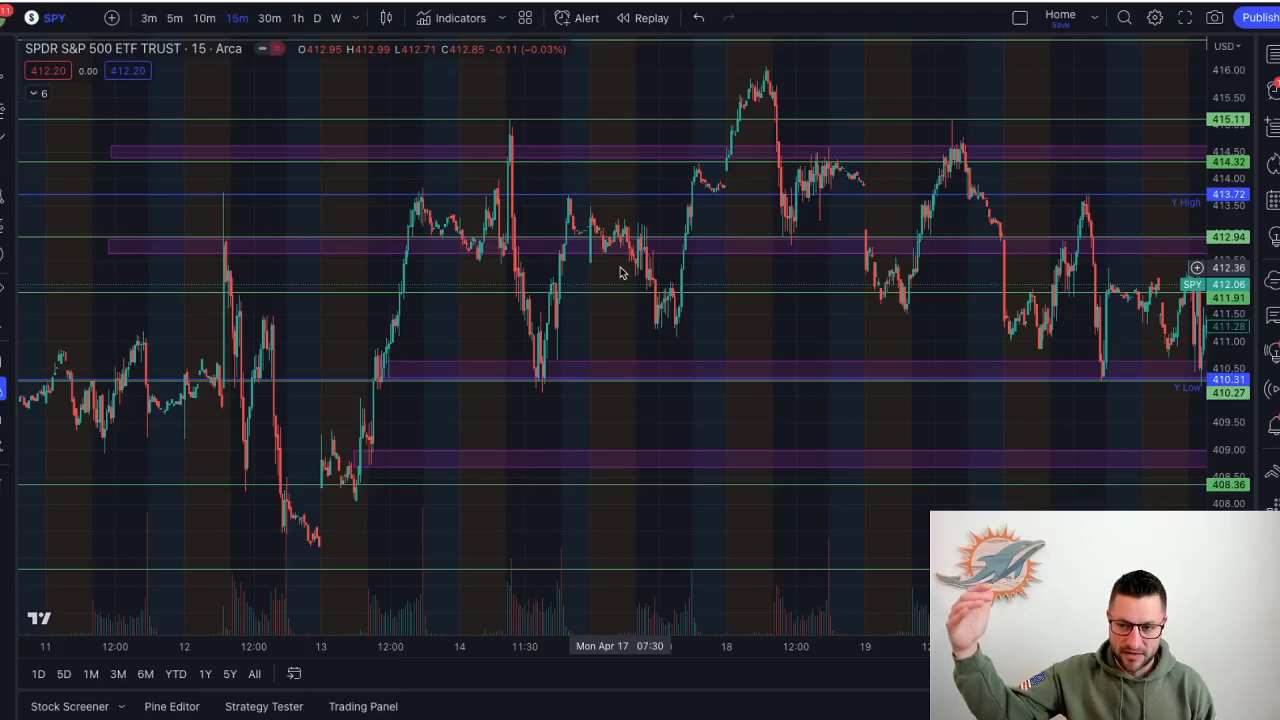 11
SPY
3m 5m 10m 15m 30m 1h D W
Indicators
Alert
Replay
Home
Save
Publish
SPDR S&P 500 ETF TRUST · 15 · Arca
O412.95 H412.99 L412.71 C412.85 −0.11 (−0.03%)
USD
412.20 0.00 412.20
6
416.00
415.50
415.11
415.00
414.50
414.32
414.00
413.72
Y High
413.50
412.94
412.36
SPY 412.06
411.91
411.50
411.28
411.00
410.50
410.31
Y Low
410.27
409.50
409.00
408.36
408.00
11 12:00 12 12:00 13 12:00 14 11:30 Mon Apr 17 07:30 18 12:00 19
1D 5D 1M 3M 6M YTD 1Y 5Y All
Stock Screener Pine Editor Strategy Tester Trading Panel